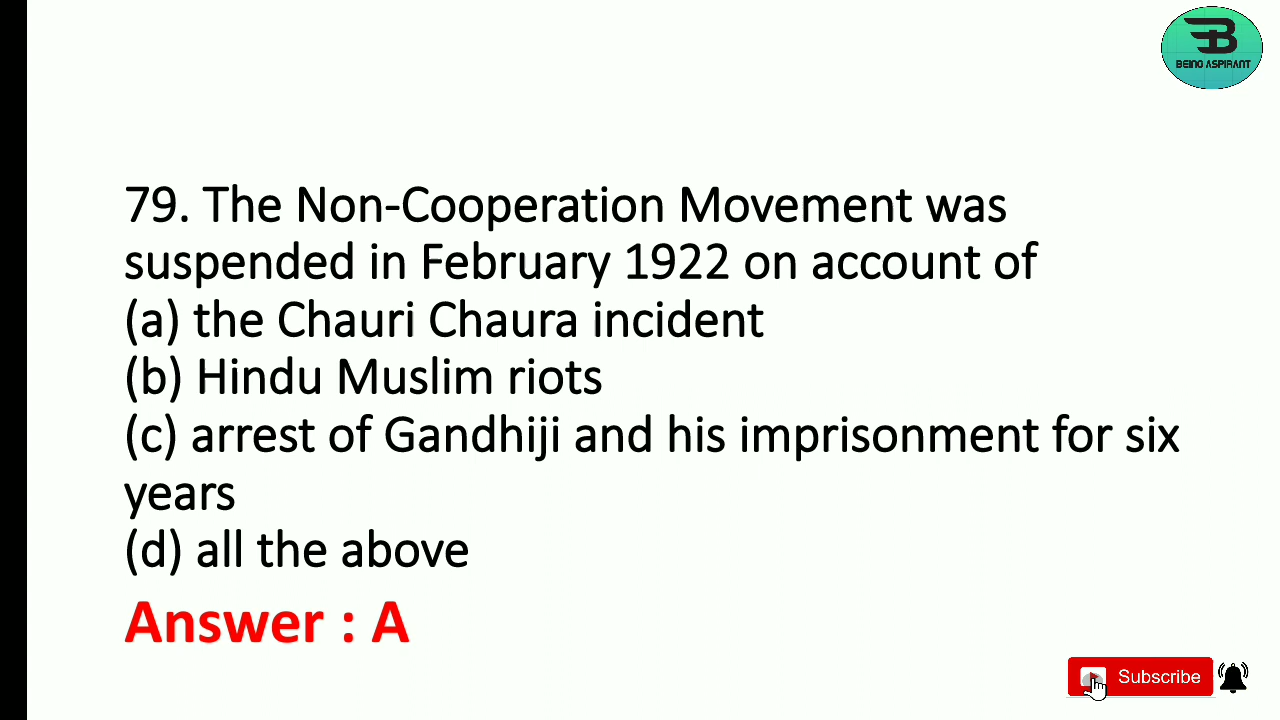 BEING ASPIRANT
79. The Non-Cooperation Movement was
suspended in February 1922 on account of
(a) the Chauri Chaura incident
(b) Hindu Muslim riots
(c) arrest of Gandhiji and his imprisonment for six
years
(d) all the above
Answer : A
Subscribe